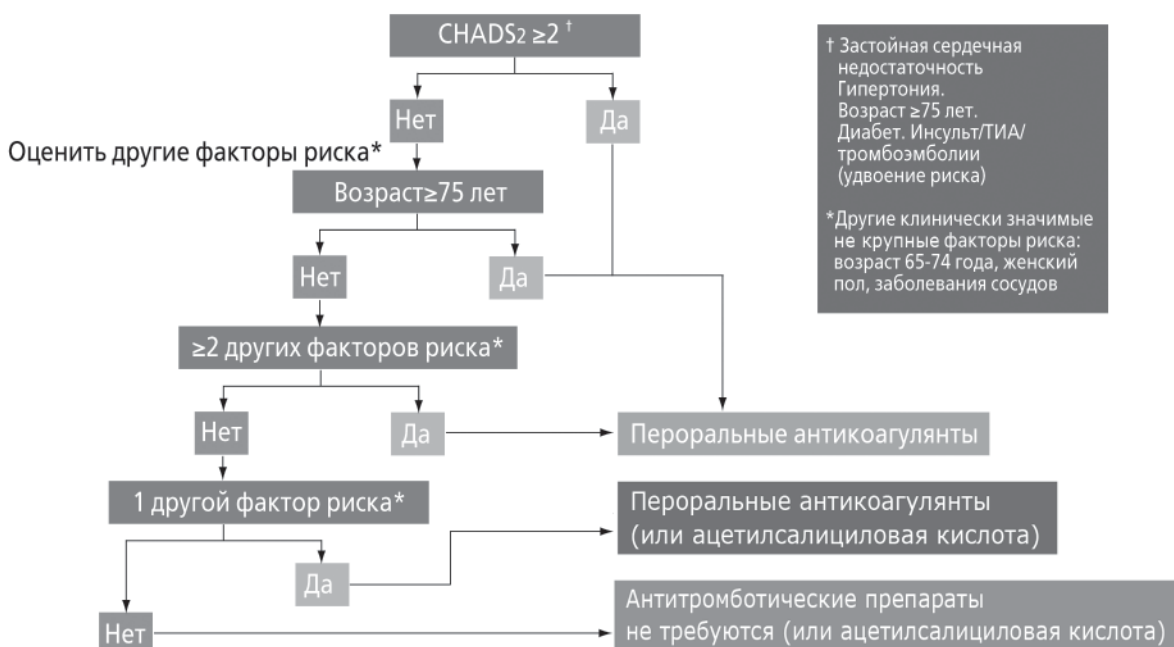 CHADS2 ≥2 †
Нет
Да
Оценить другие факторы риска*
Возраст≥75 лет
Нет
Да
≥2 других факторов риска*
Нет
Да
Пероральные антикоагулянты
1 другой фактор риска*
Пероральные антикоагулянты
(или ацетилсалициловая кислота)
Да
Нет
Антитромботические препараты
не требуются (или ацетилсалициловая кислота)
† Застойная сердечная
недостаточность
Гипертония.
Возраст ≥75 лет.
Диабет. Инсульт/ТИА/
тромбоэмболии
(удвоение риска)
*Другие клинически значимые
не крупные факторы риска:
возраст 65-74 года, женский
пол, заболевания сосудов